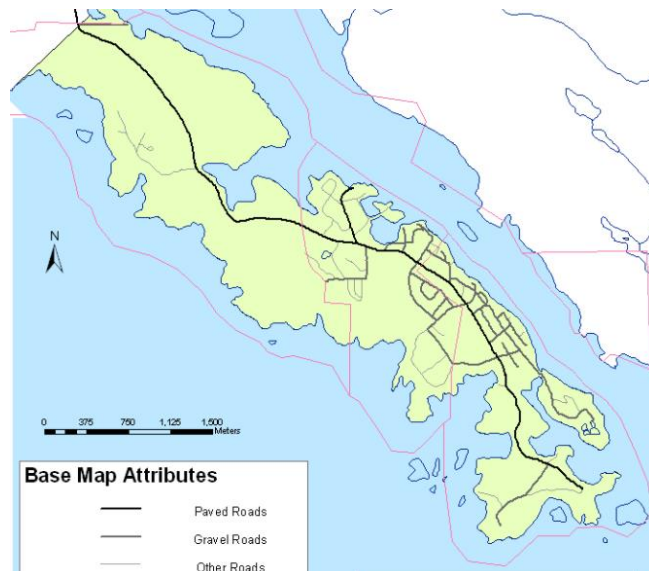 N
0 375 750 1,125 1,500
Meters
Base Map Attributes
Paved Roads
Gravel Roads
Other Roads